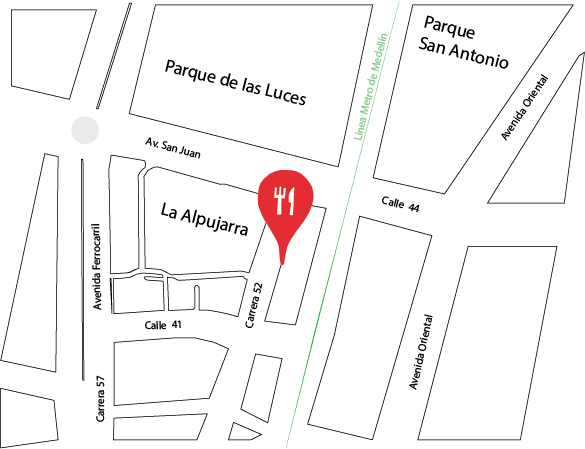 Parque
San Antonio
Parque de las Luces
Línea Metro de Medellín
Avenida Oriental
Av. San Juan
Calle 44
La Alpujarra
Avenida Ferrocarril
Carrera 52
Calle 41
Avenida Oriental
Carrera 57